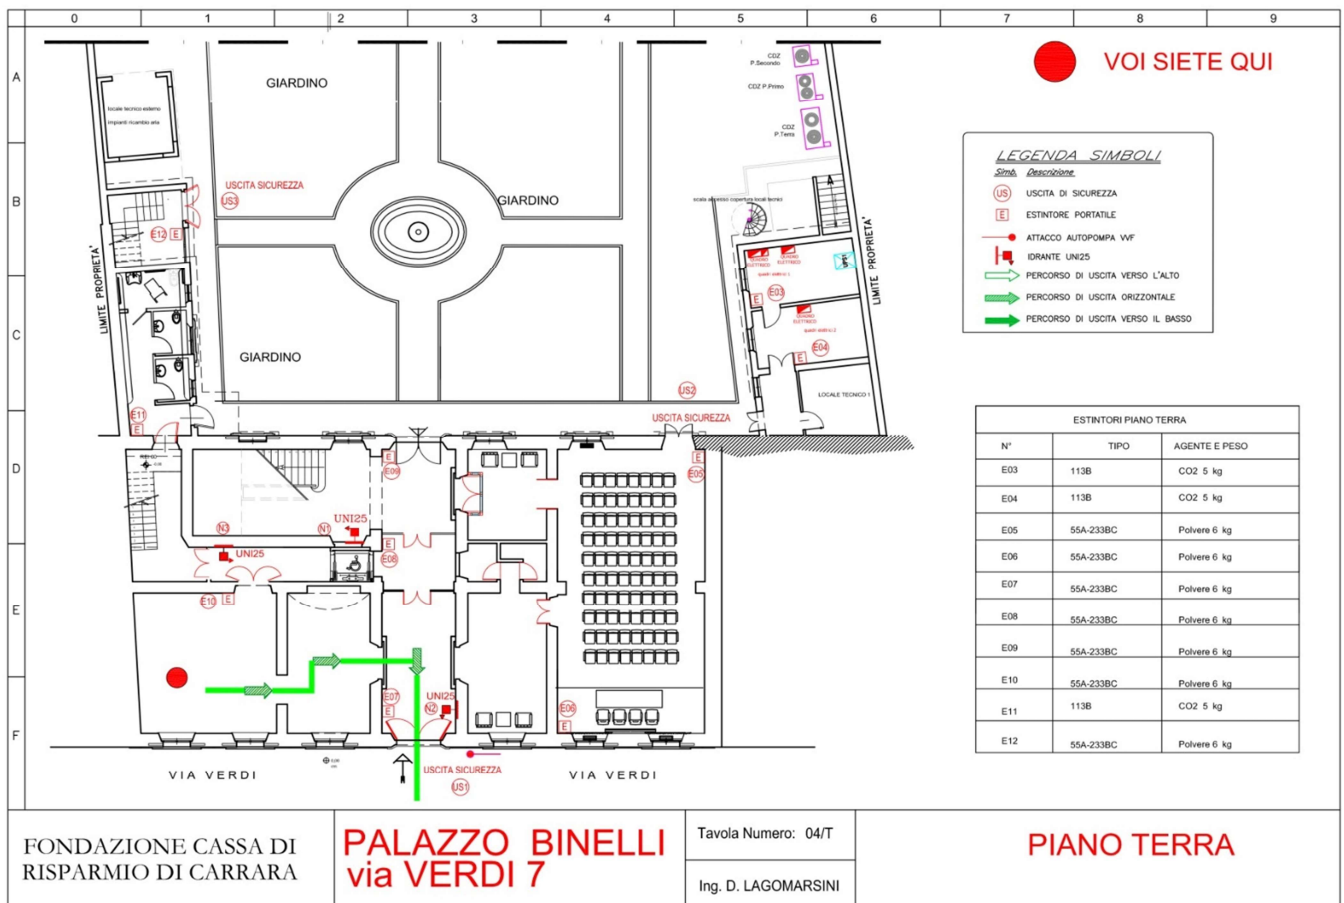 0 1 2 3 4 5 6 7 8 9
A
B
C
D
E
F
VOI SIETE QUI
GIARDINO
GIARDINO
GIARDINO
locale tecnico esterno
impianti ricambio aria
CDZ
P.Secondo
CDZ P.Primo
CDZ
P.Terra
LEGENDA SIMBOLI
Simb. Descrizione
US USCITA DI SICUREZZA
E ESTINTORE PORTATILE
ATTACCO AUTOPOMPA VVF
IDRANTE UNI25
PERCORSO DI USCITA VERSO L'ALTO
PERCORSO DI USCITA ORIZZONTALE
PERCORSO DI USCITA VERSO IL BASSO
USCITA SICUREZZA
US3
E12 E
LIMITE PROPRIETA'
LIMITE PROPRIETA'
A
QUADRO
ELETTRICO
QUADRO
ELETTRICO
UPS1
E03
E
QUADRO
ELETTRICO
E04
E
LOCALE TECNICO 1
US2
USCITA SICUREZZA
E11
E
E
E09
E
E05
UNI25
N1
N3
UNI25
E
E08
E10 E
E07
E
UNI25
N2
E06
E
VIA VERDI
USCITA SICUREZZA
US1
VIA VERDI
ESTINTORI PIANO TERRA
N° TIPO AGENTE E PESO
E03 113B CO2 5 kg
E04 113B CO2 5 kg
E05 55A-233BC Polvere 6 kg
E06 55A-233BC Polvere 6 kg
E07 55A-233BC Polvere 6 kg
E08 55A-233BC Polvere 6 kg
E09 55A-233BC Polvere 6 kg
E10 55A-233BC Polvere 6 kg
E11 113B CO2 5 kg
E12 55A-233BC Polvere 6 kg
FONDAZIONE CASSA DI
RISPARMIO DI CARRARA
PALAZZO BINELLI
via VERDI 7
Tavola Numero: 04/T
Ing. D. LAGOMARSINI
PIANO TERRA